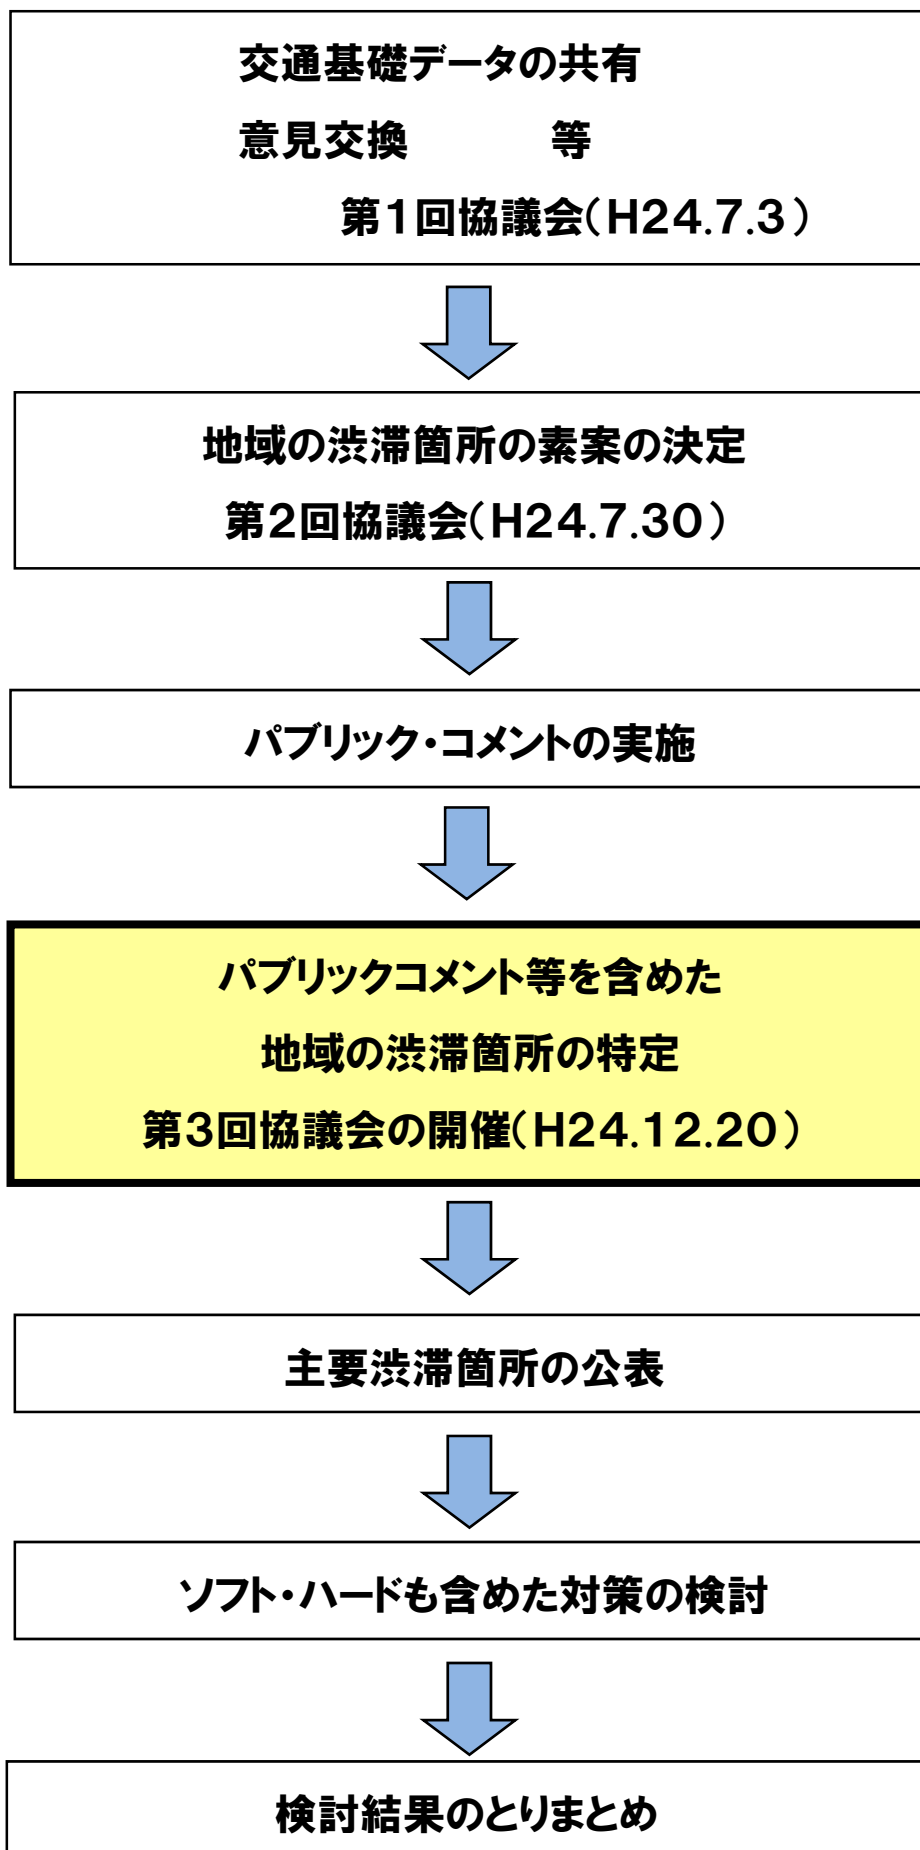 交通基礎データの共有
意見交換　　　等
第1回協議会(H24.7.3)
地域の渋滞箇所の素案の決定
第2回協議会(H24.7.30)
パブリック・コメントの実施
パブリックコメント等を含めた
地域の渋滞箇所の特定
第3回協議会の開催(H24.12.20)
主要渋滞箇所の公表
ソフト・ハードも含めた対策の検討
検討結果のとりまとめ